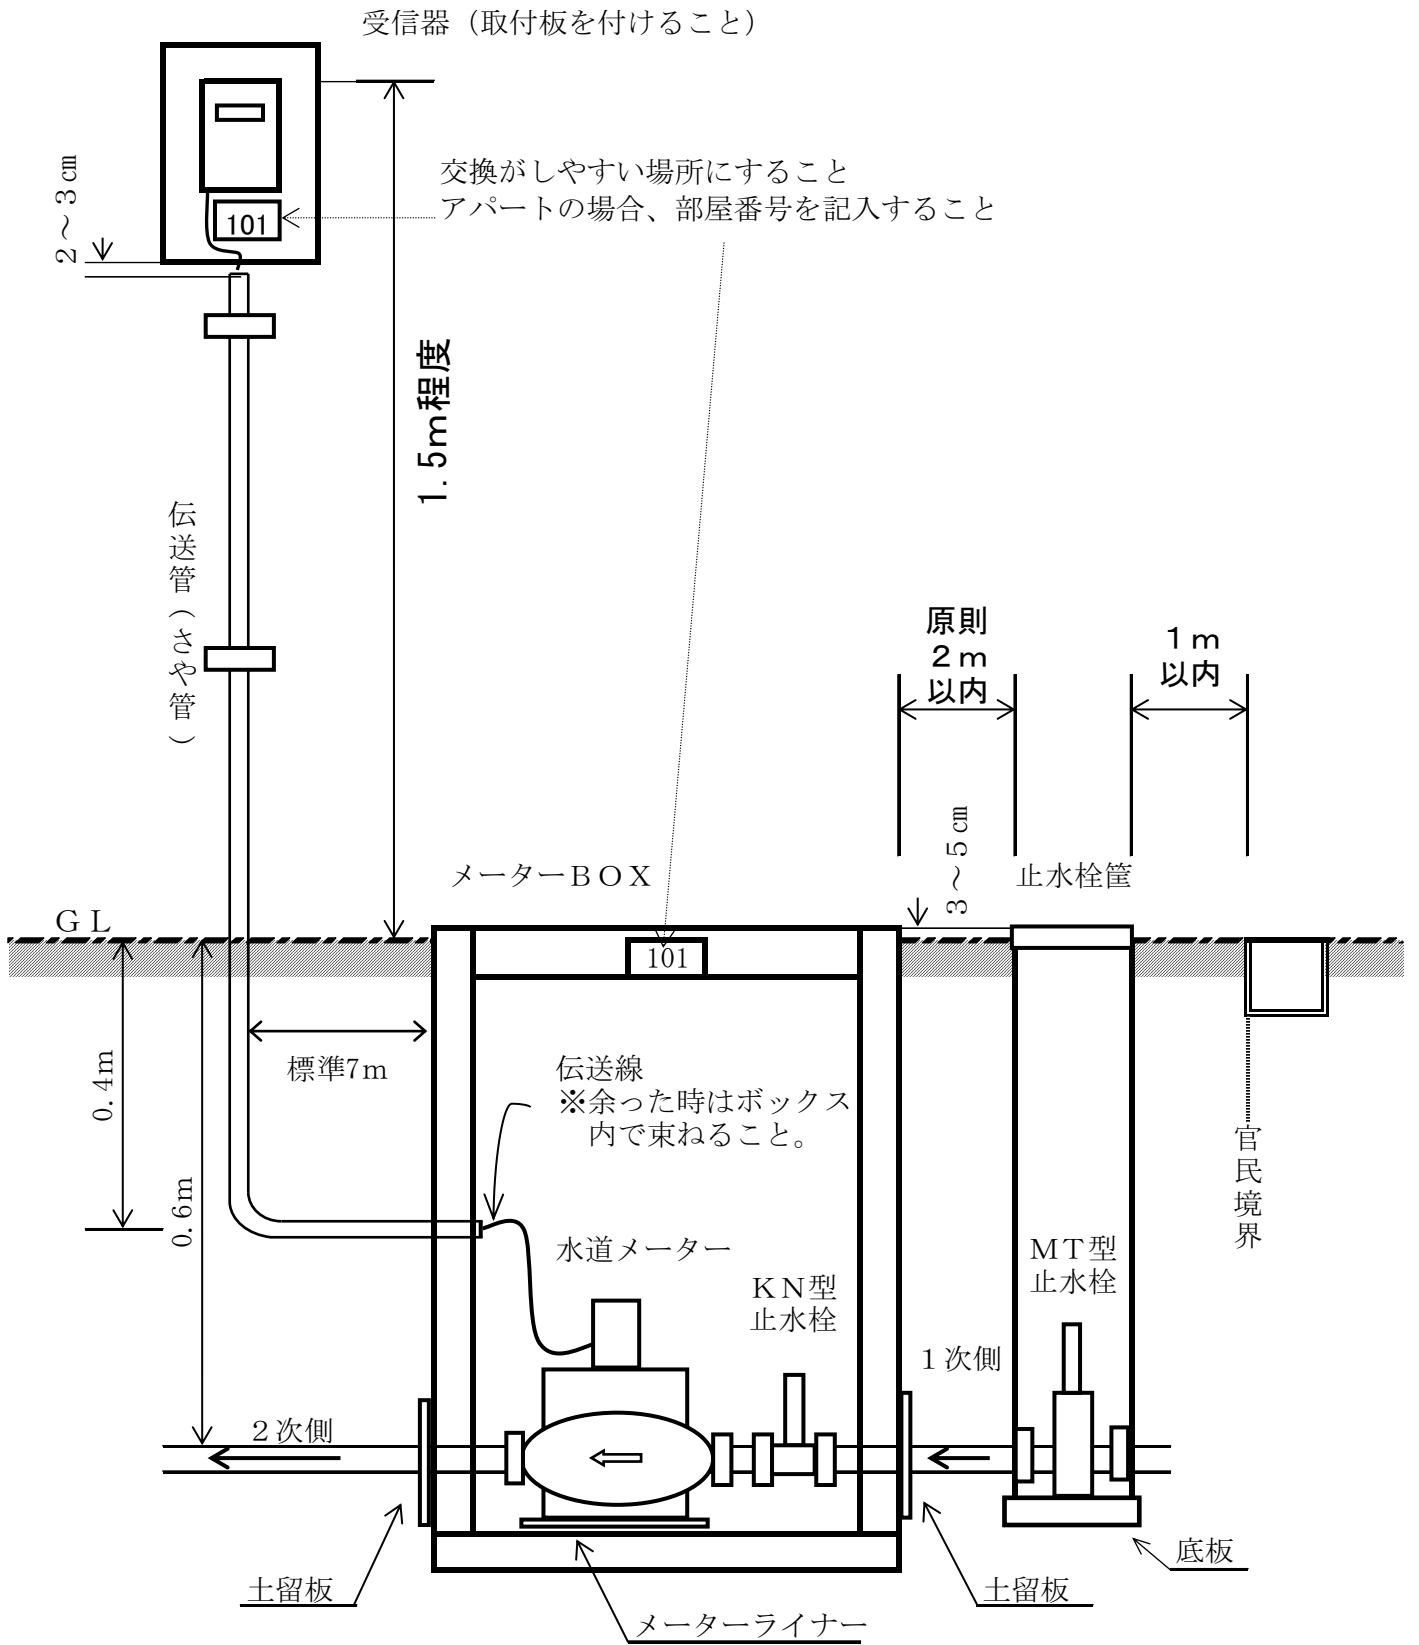 受信器（取付板を付けること）
交換がしやすい場所にすること
アパートの場合、部屋番号を記入すること
2～3cm
101
1.5m程度
伝送管(さや管)
原則
２ｍ
以内
１ｍ
以内
3～5cm
メーターＢＯＸ
止水栓筐
ＧＬ
101
標準7m
伝送線
※余った時はボックス
内で束ねること。
0.4m
0.6m
官民境界
水道メーター
ＫＮ型
止水栓
ＭＴ型
止水栓
１次側
２次側
土留板
メーターライナー
土留板
底板